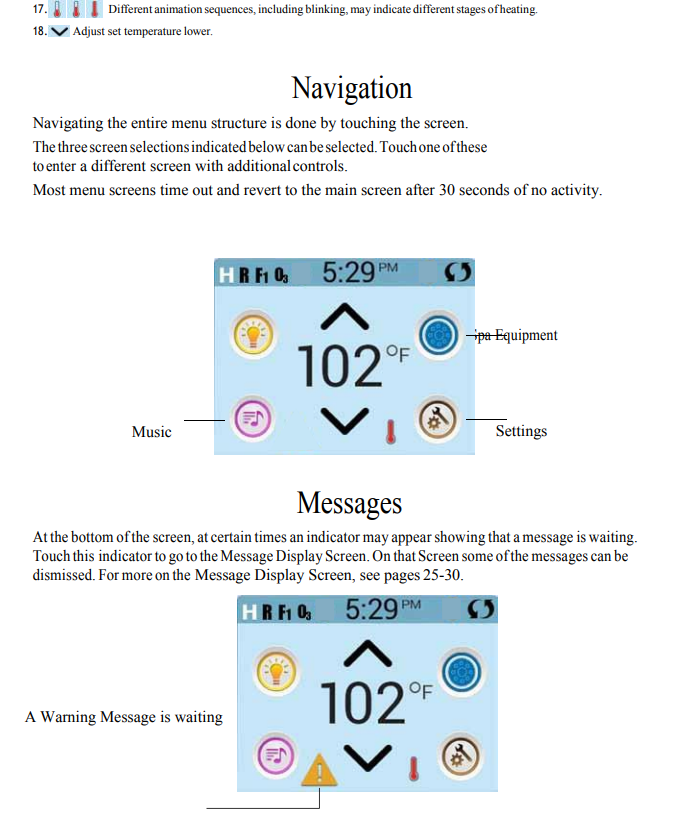 17. Different animation sequences, including blinking, may indicate different stages of heating.
18. Adjust set temperature lower.
Navigation
Navigating the entire menu structure is done by touching the screen.
The three screen selections indicated below can be selected. Touch one of these
to enter a different screen with additional controls.
Most menu screens time out and revert to the main screen after 30 seconds of no activity.
H R F1 O3 5:29 PM
102°F
Spa Equipment
Music
Settings
Messages
At the bottom of the screen, at certain times an indicator may appear showing that a message is waiting.
Touch this indicator to go to the Message Display Screen. On that Screen some of the messages can be
dismissed. For more on the Message Display Screen, see pages 25-30.
H R F1 O3 5:29 PM
102°F
A Warning Message is waiting